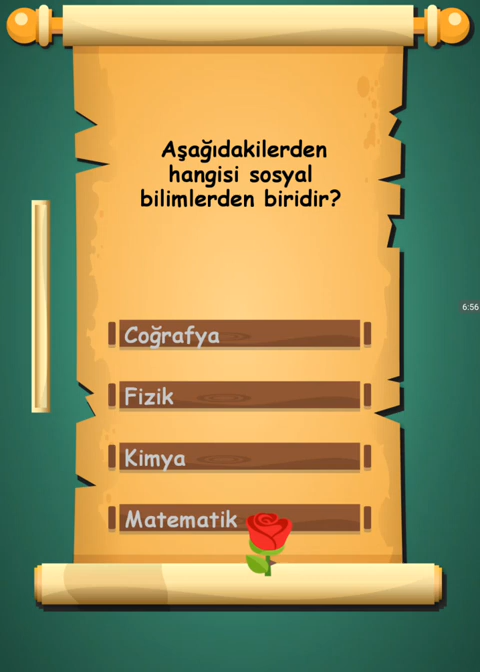 Aşağıdakilerden
hangisi sosyal
bilimlerden biridir?
6:56
Coğrafya
Fizik
Kimya
Matematik